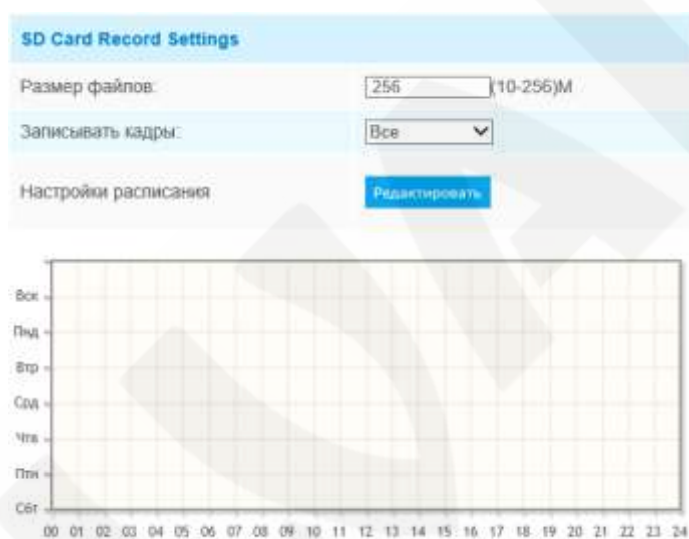 SD Card Record Settings
Размер файлов: 256 (10-256)M
Записывать кадры: Все
Настройки расписания Редактировать
Вск
Пнд
Втр
Срд
Чтв
Птн
Сбт
00 01 02 03 04 05 06 07 08 09 10 11 12 13 14 15 16 17 18 19 20 21 22 23 24